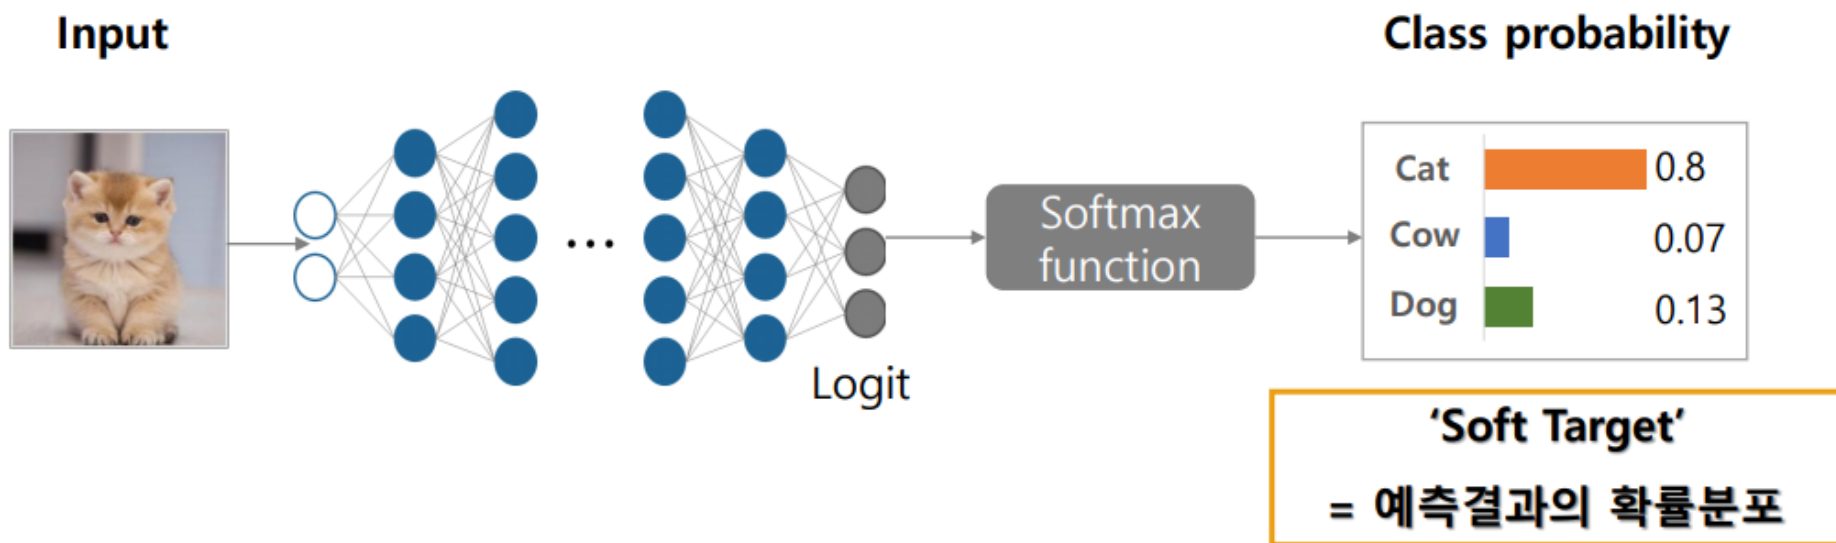 Input
Class probability
Logit
Softmax
function
Cat 0.8
Cow 0.07
Dog 0.13
‘Soft Target’
= 예측결과의 확률분포